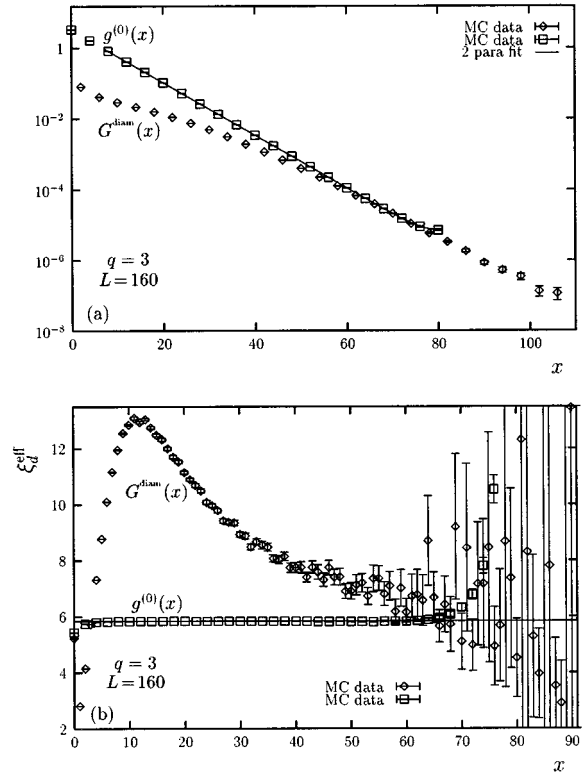 1
10⁻²
10⁻⁴
10⁻⁶
10⁻⁸
g⁽⁰⁾(x)
G^diam(x)
MC data
MC data
2 para fit
q = 3
L = 160
(a)
0 20 40 60 80 100
x
ξ_d^eff
12
10
8
6
4
2
G^diam(x)
g⁽⁰⁾(x)
q = 3
L = 160
MC data
MC data
(b)
0 10 20 30 40 50 60 70 80 90
x